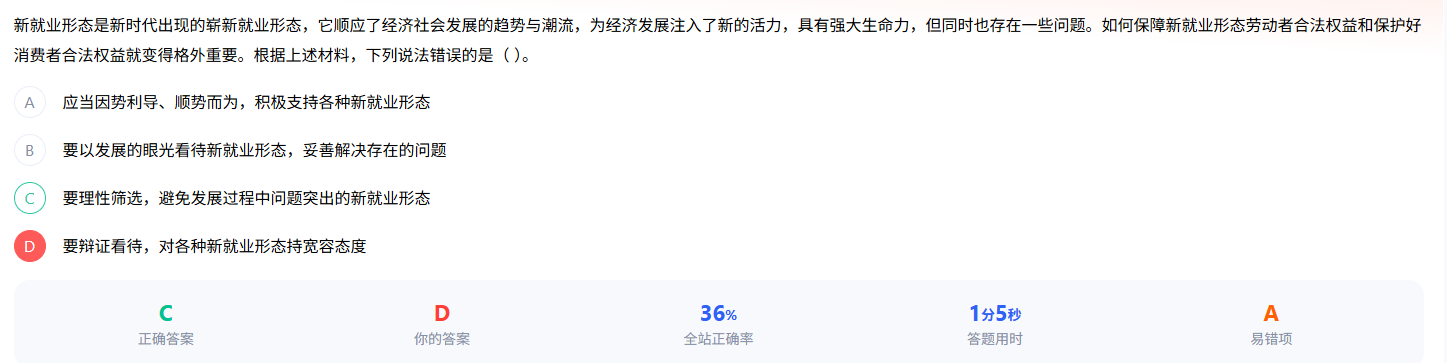 新就业形态是新时代出现的崭新就业形态，它顺应了经济社会发展的趋势与潮流，为经济发展注入了新的活力，具有强大生命力，但同时也存在一些问题。如何保障新就业形态劳动者合法权益和保护好
消费者合法权益就变得格外重要。根据上述材料，下列说法错误的是（ )。
A 应当因势利导、顺势而为，积极支持各种新就业形态
B 要以发展的眼光看待新就业形态，妥善解决存在的问题
C 要理性筛选，避免发展过程中问题突出的新就业形态
D 要辩证看待，对各种新就业形态持宽容态度
C D 36% 1分5秒 A
正确答案 你的答案 全站正确率 答题用时 易错项